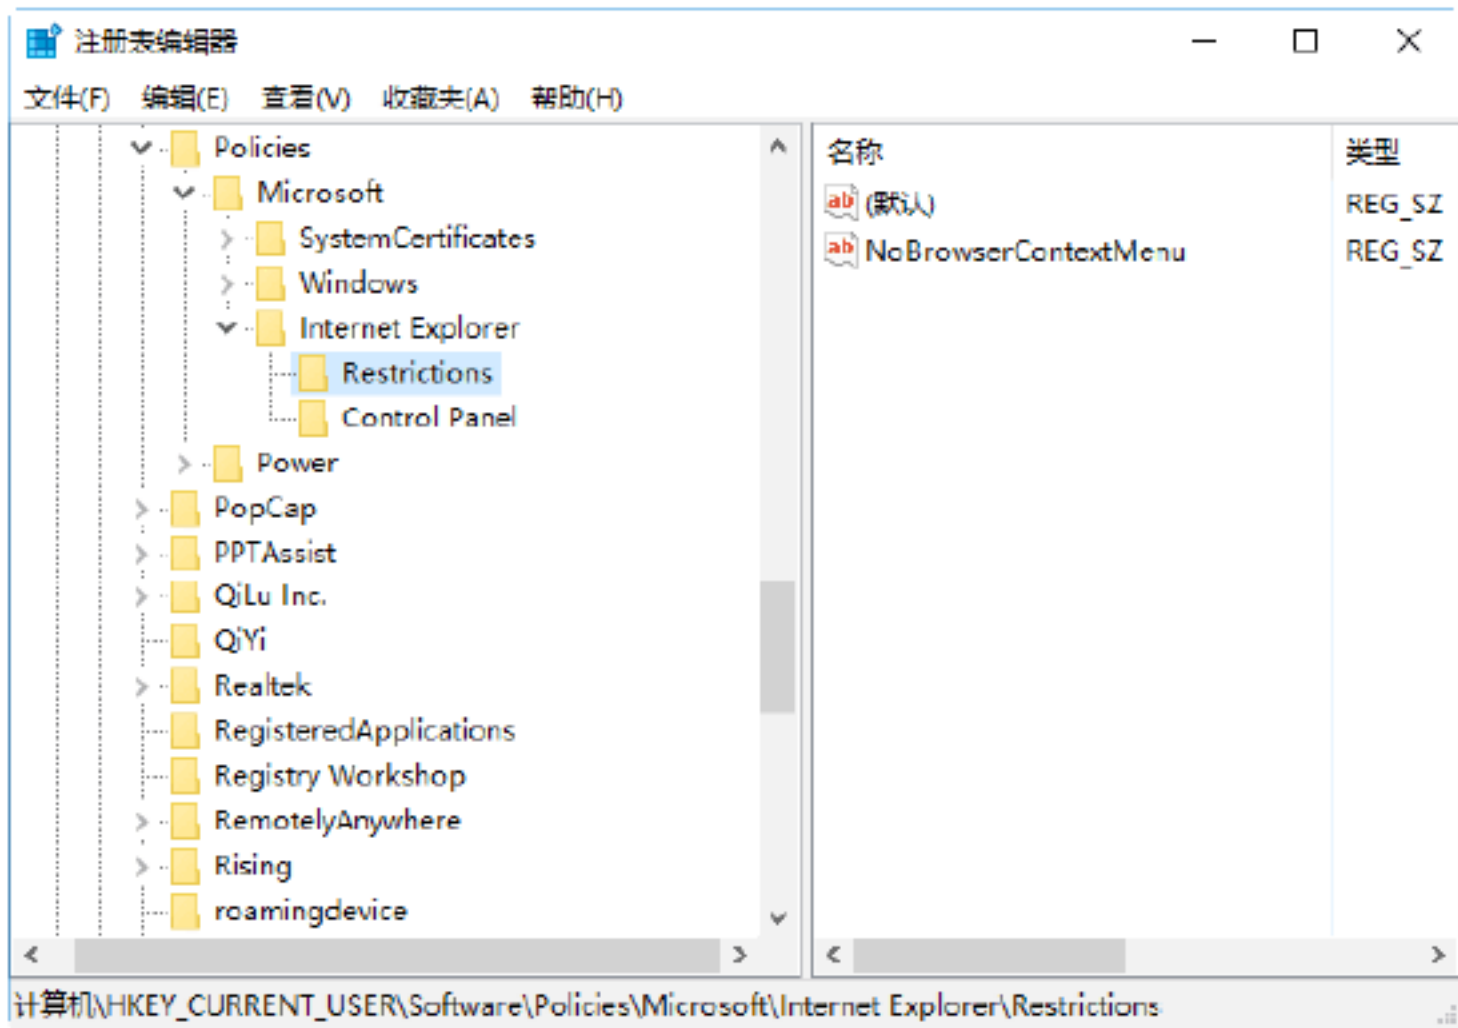 注册表编辑器
文件(F) 编辑(E) 查看(V) 收藏夹(A) 帮助(H)
Policies
Microsoft
SystemCertificates
Windows
Internet Explorer
Restrictions
Control Panel
Power
PopCap
PPTAssist
QiLu Inc.
QiYi
Realtek
RegisteredApplications
Registry Workshop
RemotelyAnywhere
Rising
roamingdevice
名称 类型
ab (默认) REG_SZ
ab NoBrowserContextMenu REG_SZ
计算机\HKEY_CURRENT_USER\Software\Policies\Microsoft\Internet Explorer\Restrictions